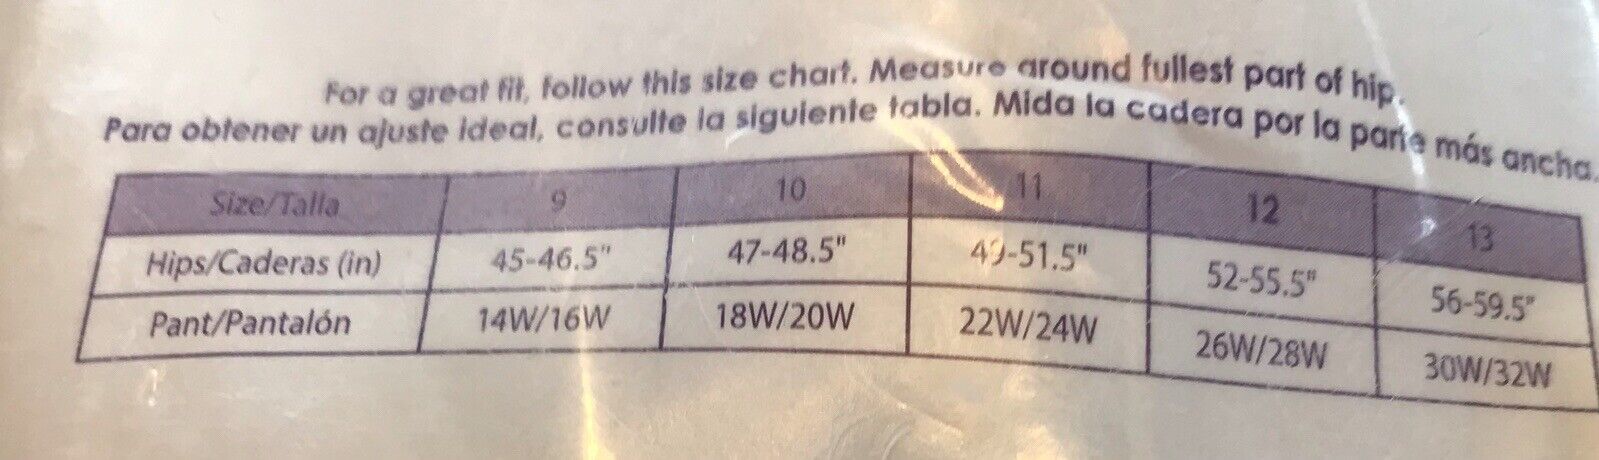 For a great fit, follow this size chart. Measure around fullest part of hip.
Para obtener un ajuste ideal, consulte la siguiente tabla. Mida la cadera por la parte más ancha.
Size/Talla 9 10 11 12 13
Hips/Caderas (in) 45-46.5" 47-48.5" 49-51.5" 52-55.5" 56-59.5"
Pant/Pantalón 14W/16W 18W/20W 22W/24W 26W/28W 30W/32W